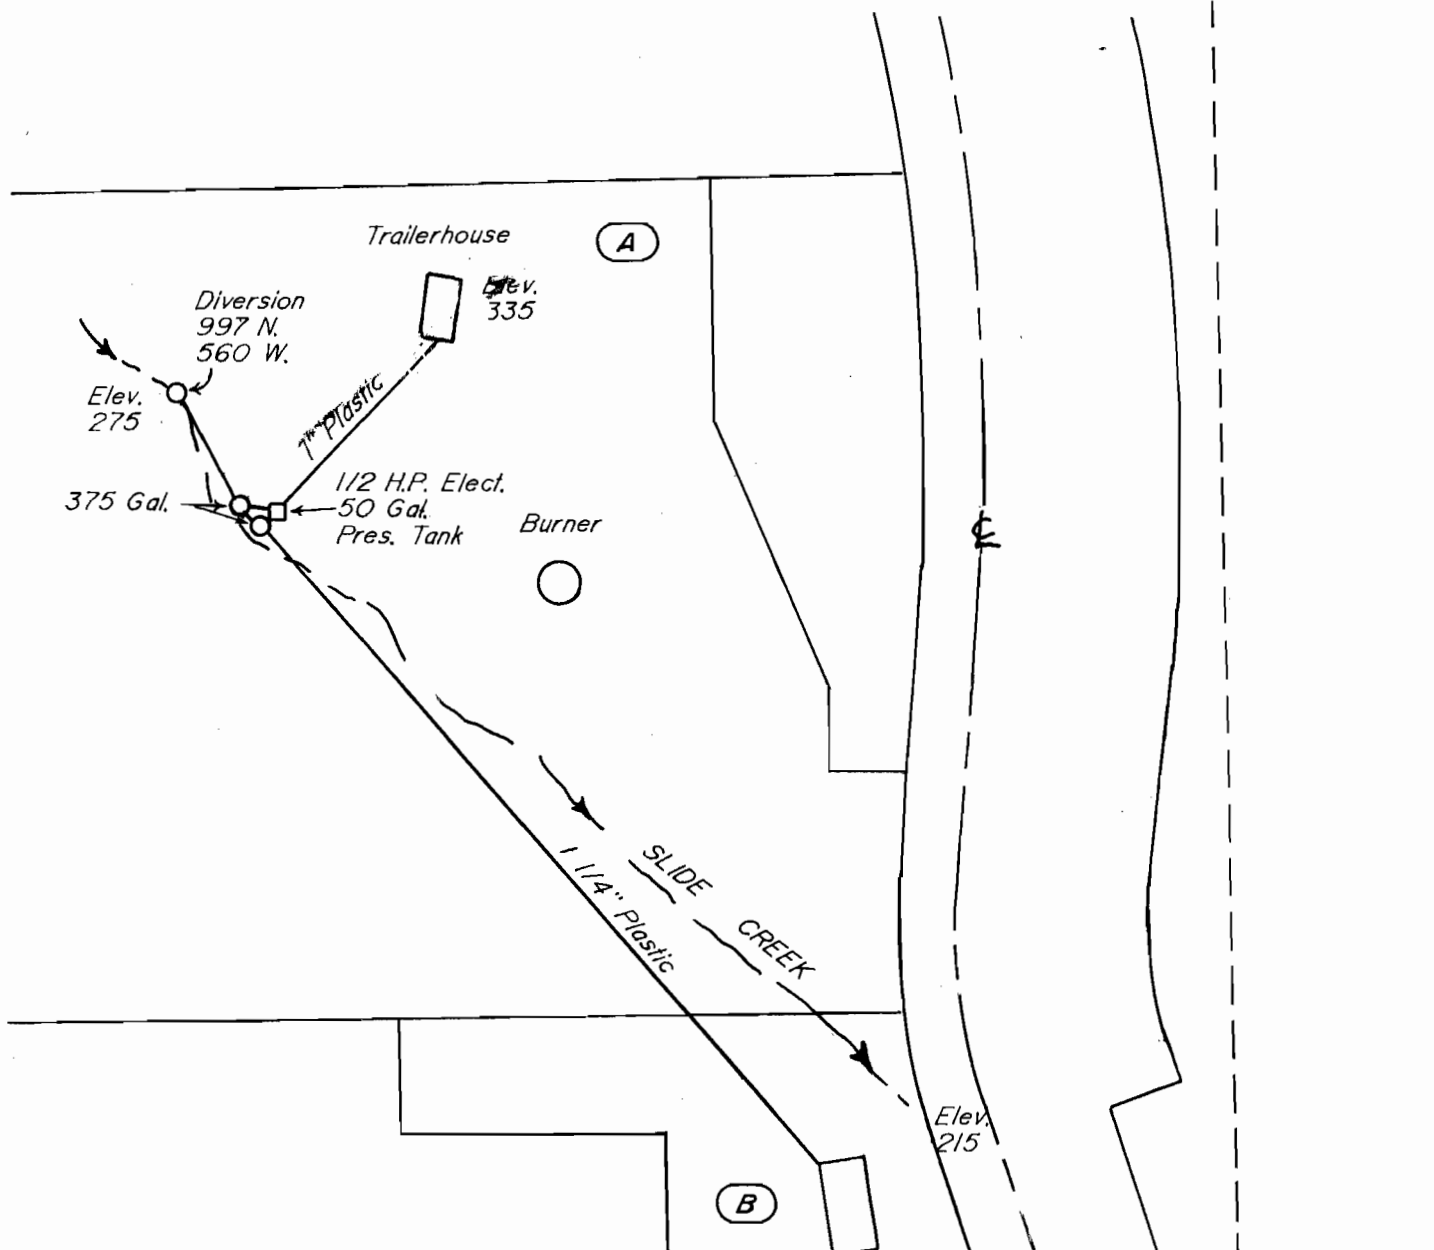 Trailerhouse
A
Elev.
335
Diversion
997 N.
560 W.
Elev.
275
1" Plastic
375 Gal.
1/2 H.P. Elect.
50 Gal.
Pres. Tank
Burner
℄
1 1/4" Plastic
SLIDE CREEK
Elev.
215
B